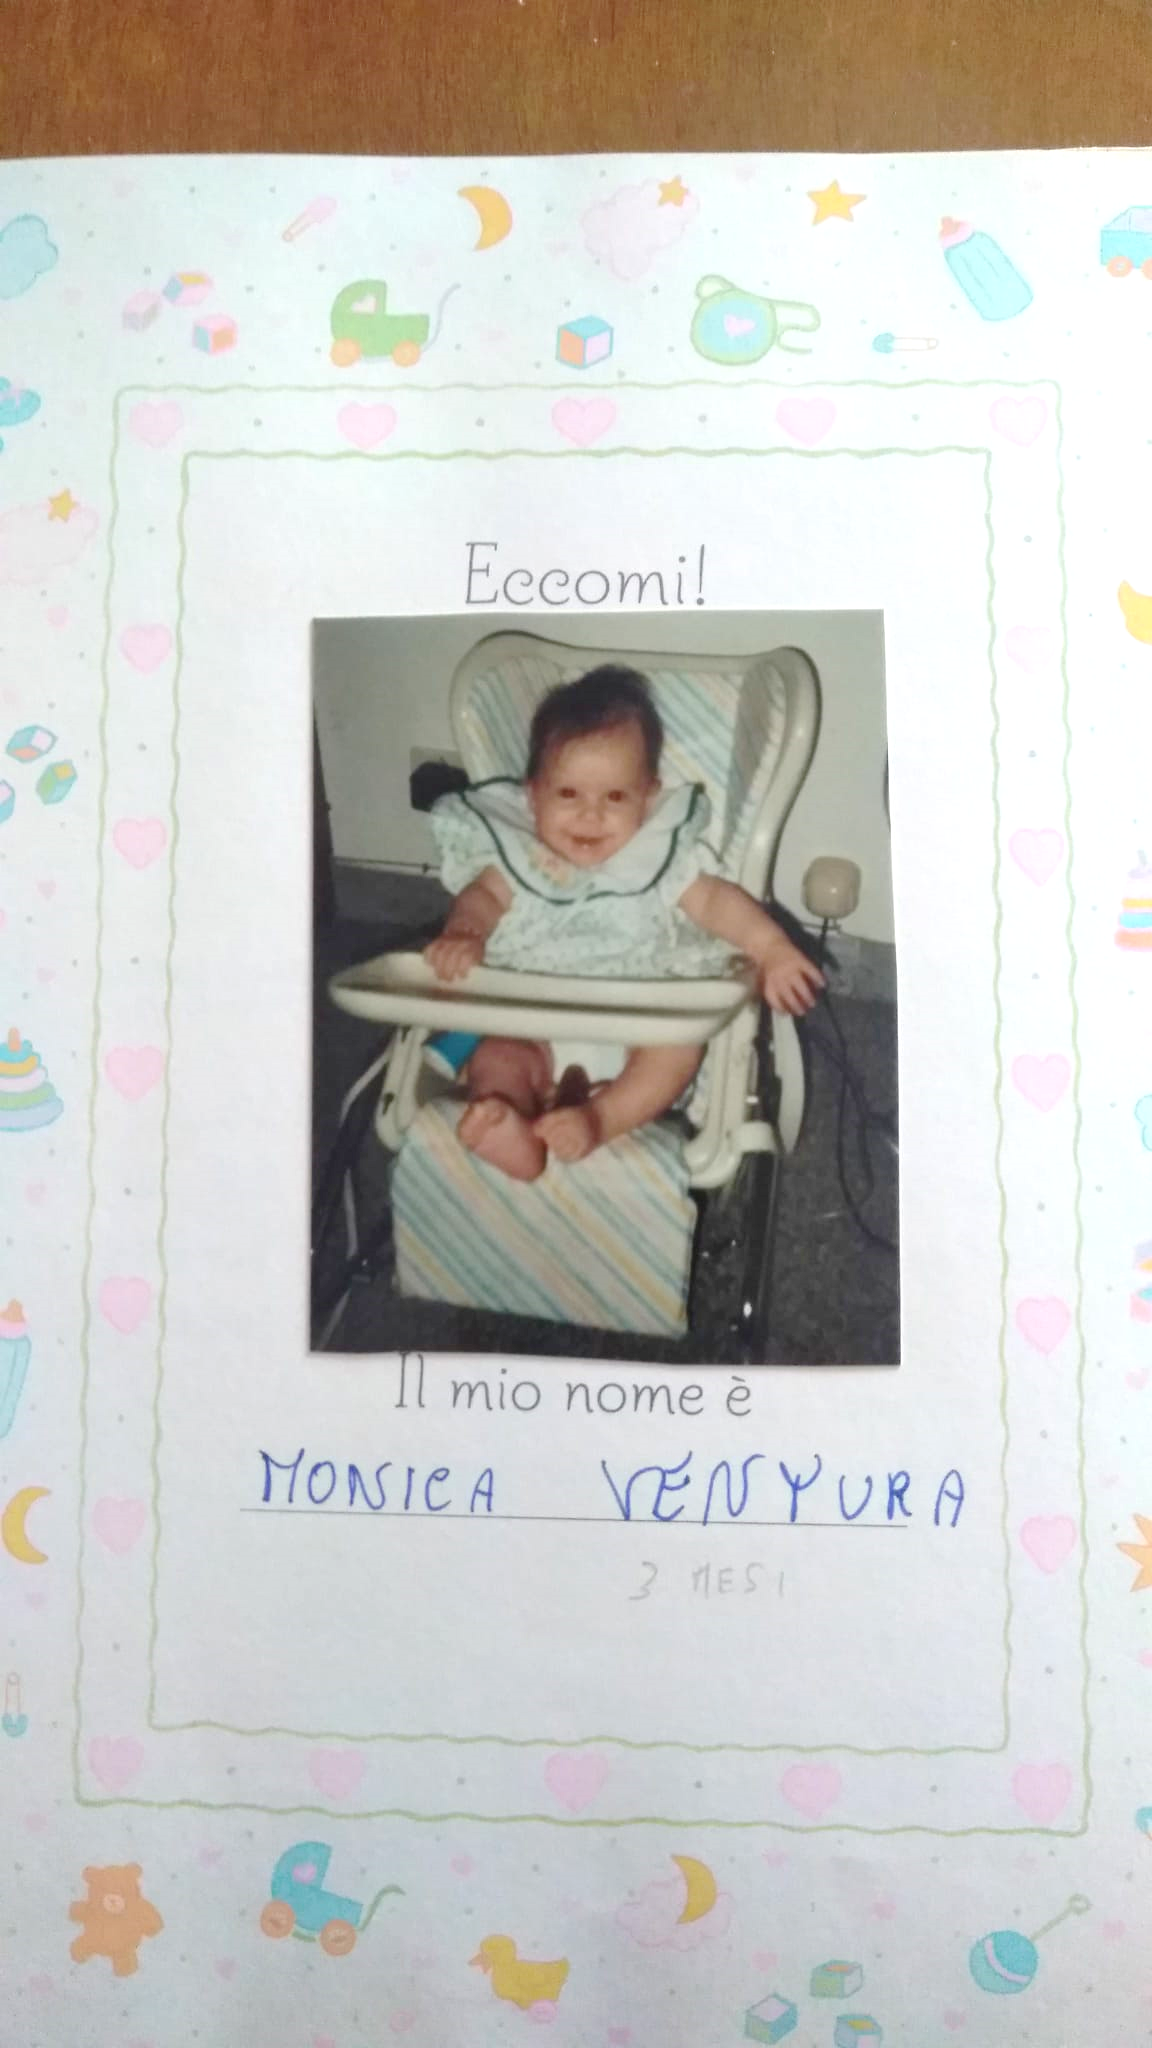 Eccomi!
Il mio nome è
MONICA VENTURA
3 MESI